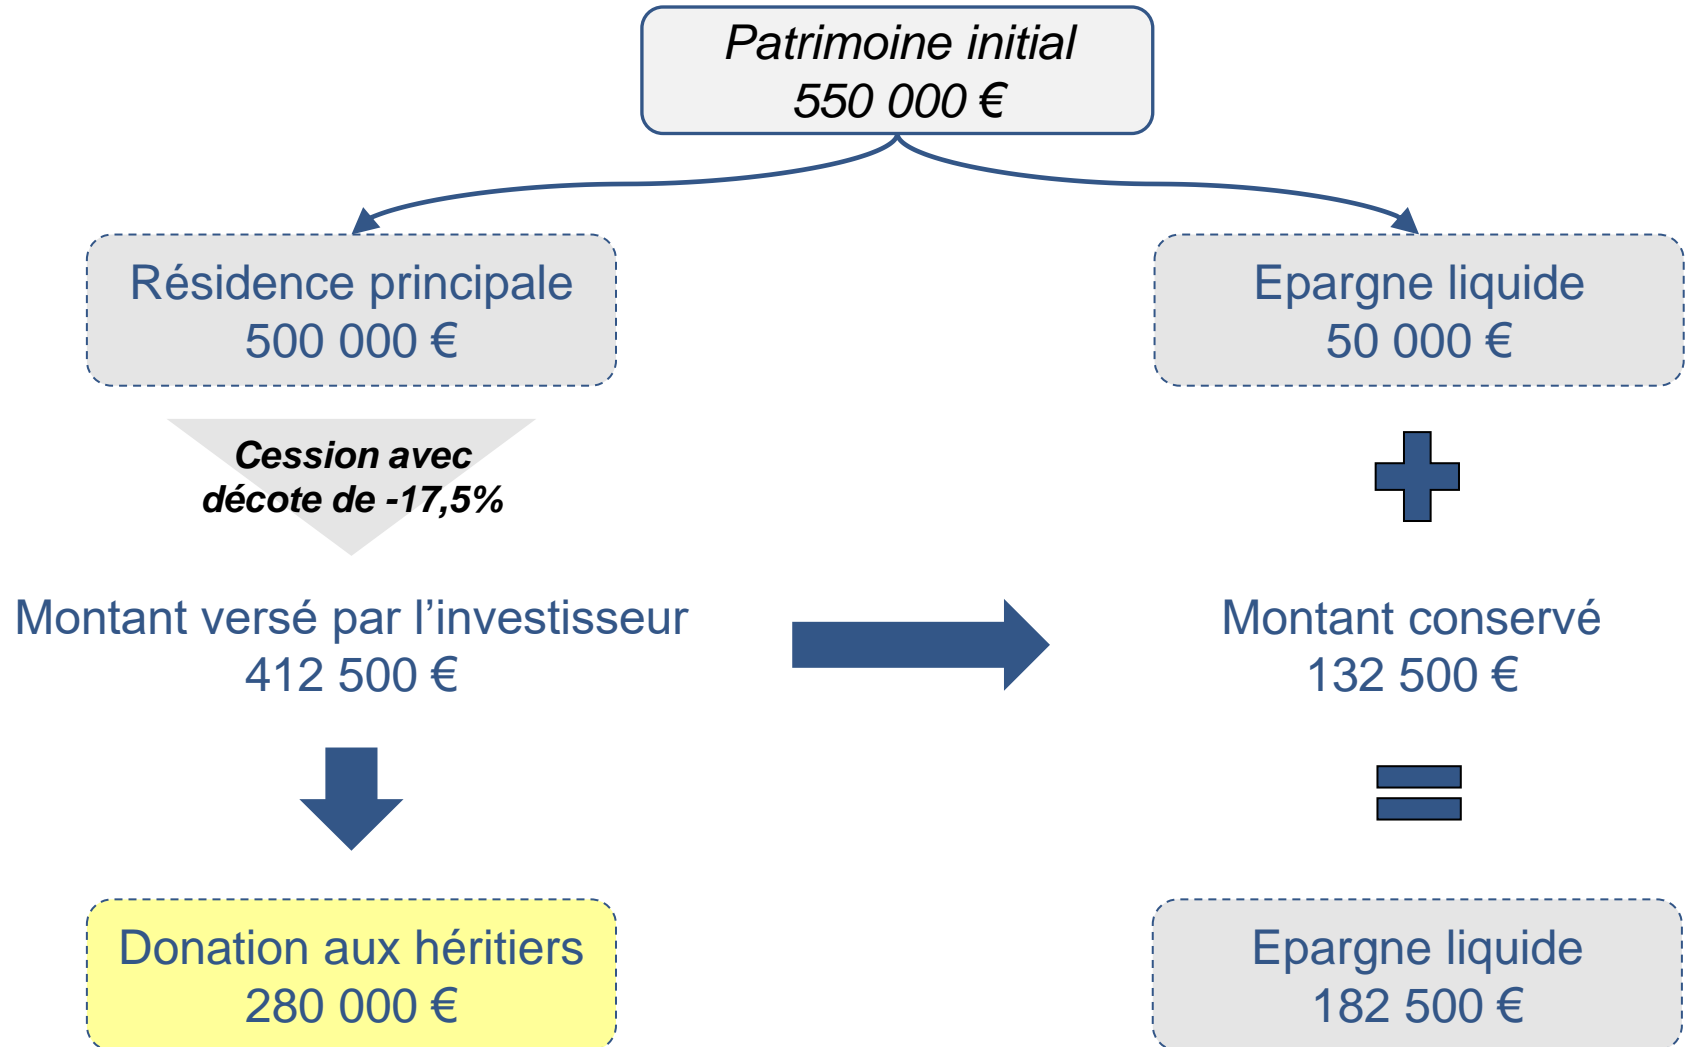 Patrimoine initial
550 000 €
Résidence principale
500 000 €
Epargne liquide
50 000 €
Cession avec
décote de -17,5%
Montant versé par l’investisseur
412 500 €
Montant conservé
132 500 €
Donation aux héritiers
280 000 €
Epargne liquide
182 500 €